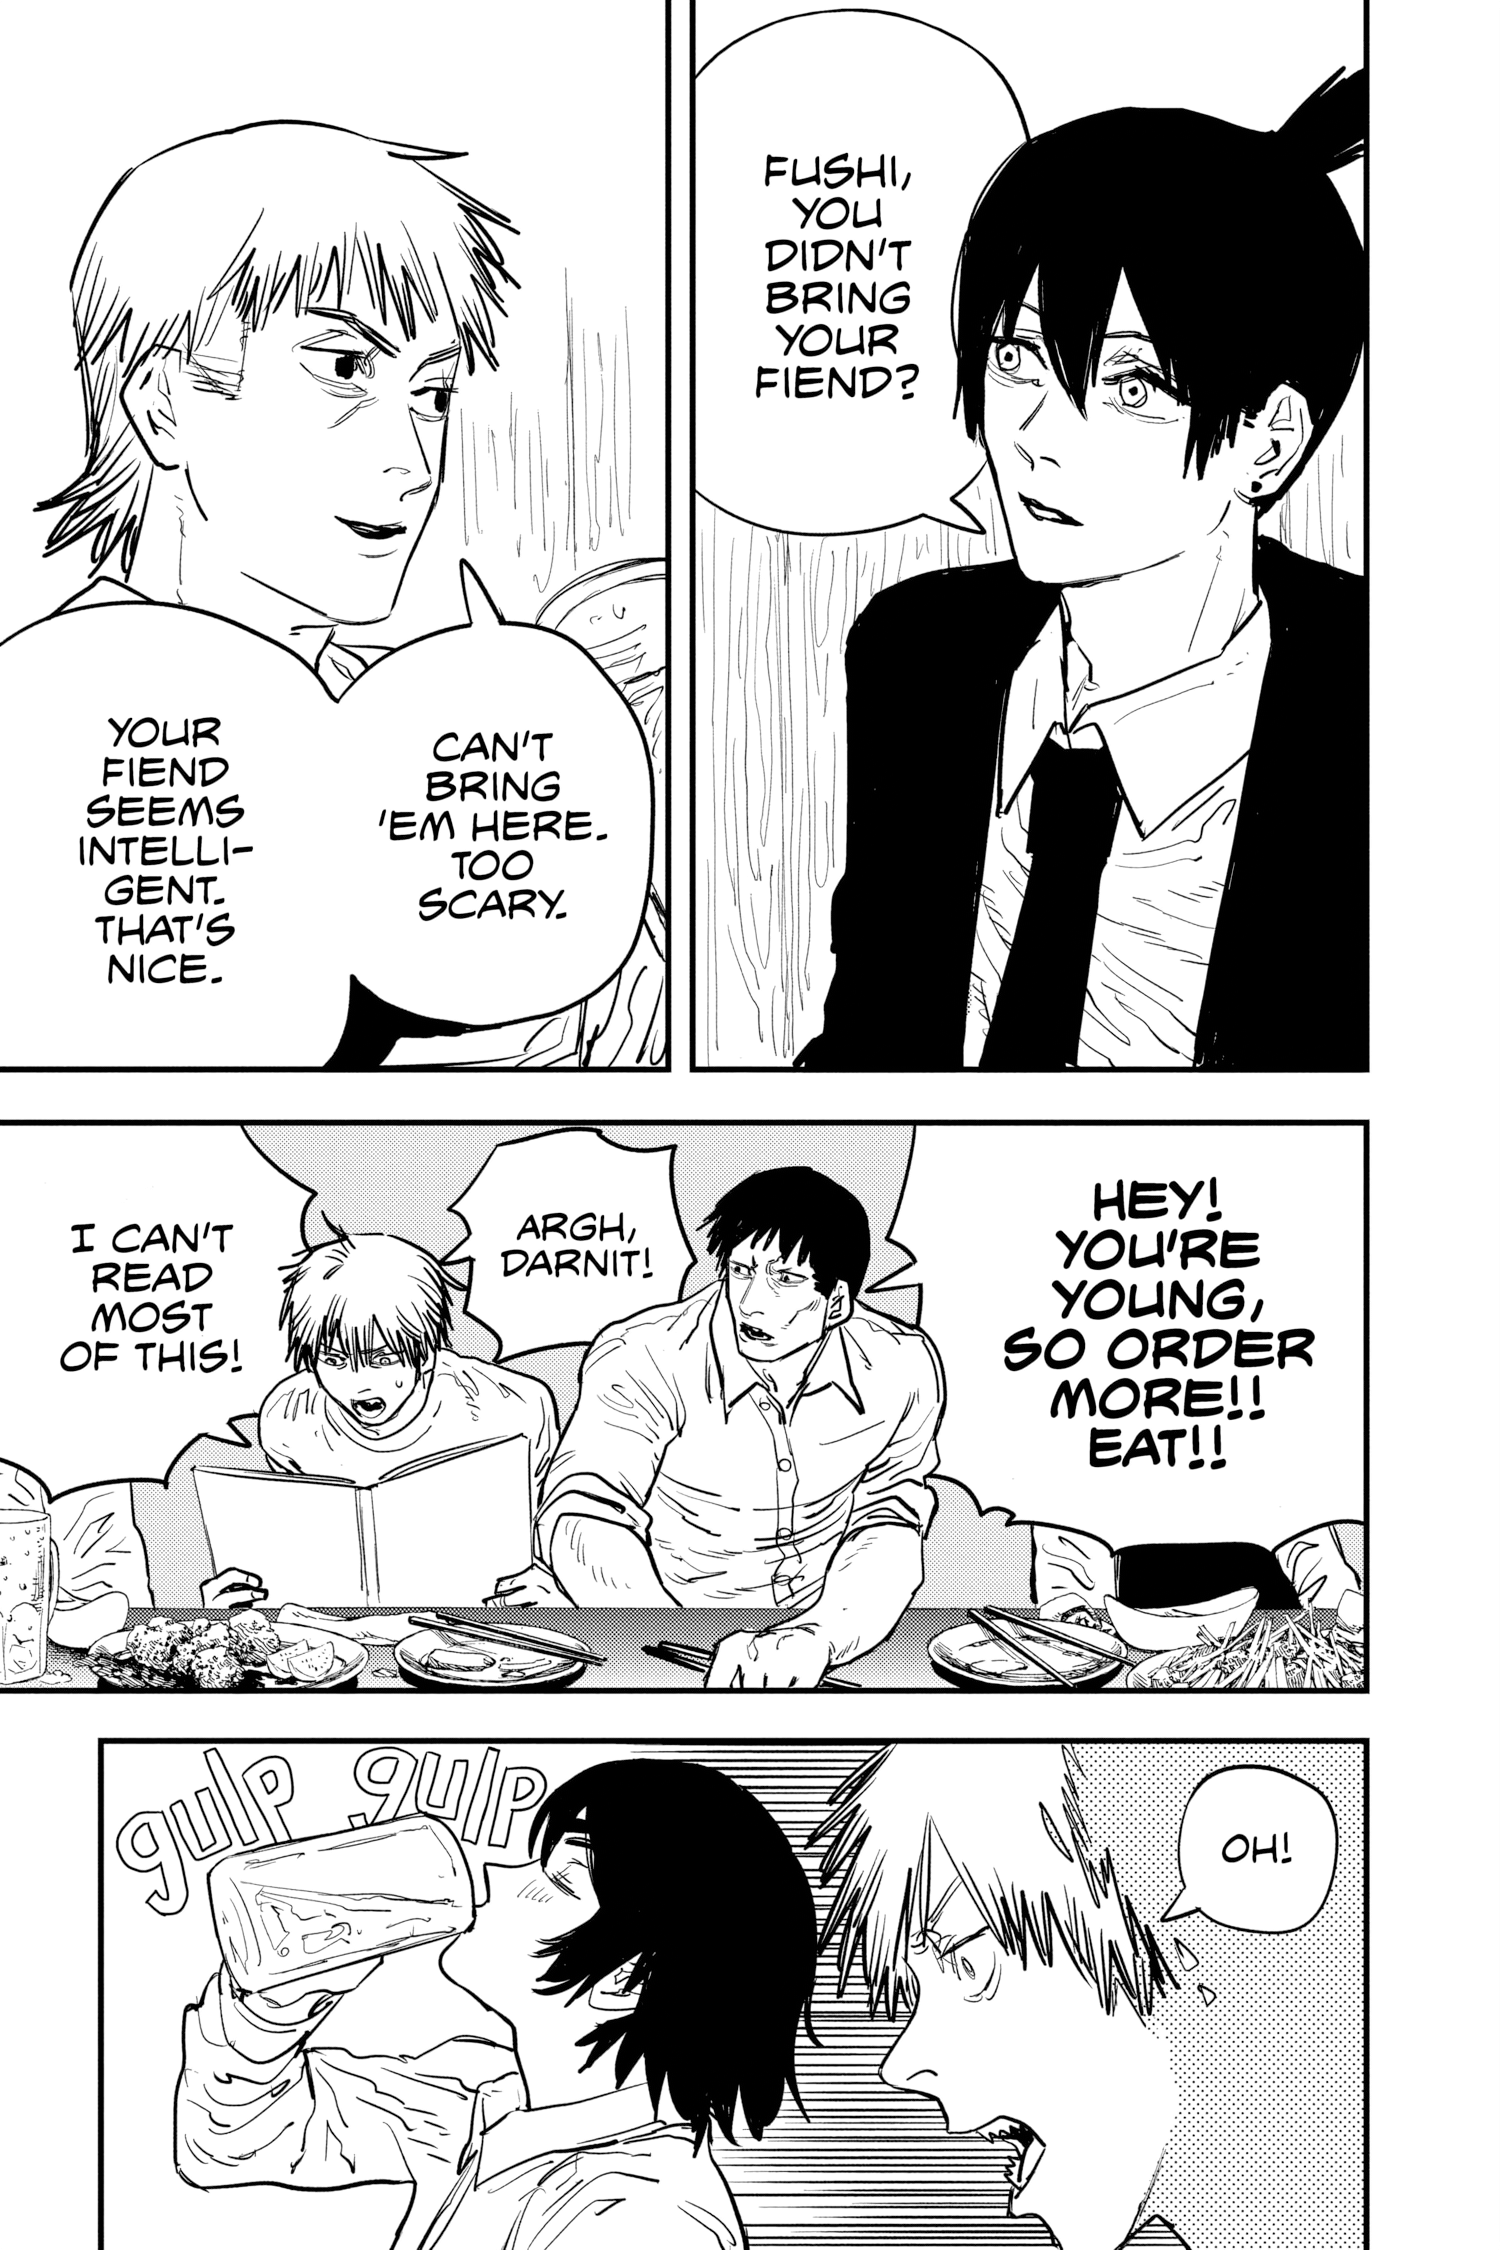 FUSHI,
YOU
DIDN'T
BRING
YOUR
FIEND?
CAN'T
BRING
'EM HERE.
TOO
SCARY.
YOUR
FIEND
SEEMS
INTELLI-
GENT.
THAT'S
NICE.
HEY!
YOU'RE
YOUNG,
SO ORDER
MORE!!
EAT!!
ARGH,
DARNIT!
I CAN'T
READ
MOST
OF THIS!
OH!
gulp gulp